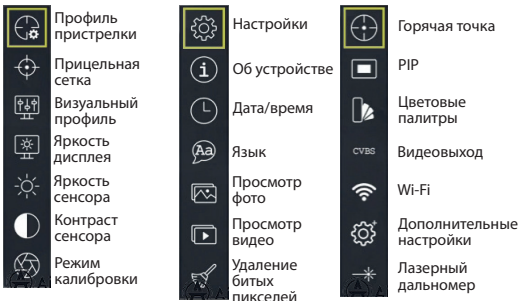 Профиль
пристрелки
Прицельная
сетка
Визуальный
профиль
Яркость
дисплея
Яркость
сенсора
Контраст
сенсора
Режим
калибровки
Настройки
Об устройстве
Дата/время
Aa
Язык
Просмотр
фото
Просмотр
видео
Удаление
битых
пикселей
Горячая точка
PIP
Цветовые
палитры
CVBS
Видеовыход
Wi-Fi
Дополнительные
настройки
Лазерный
дальномер